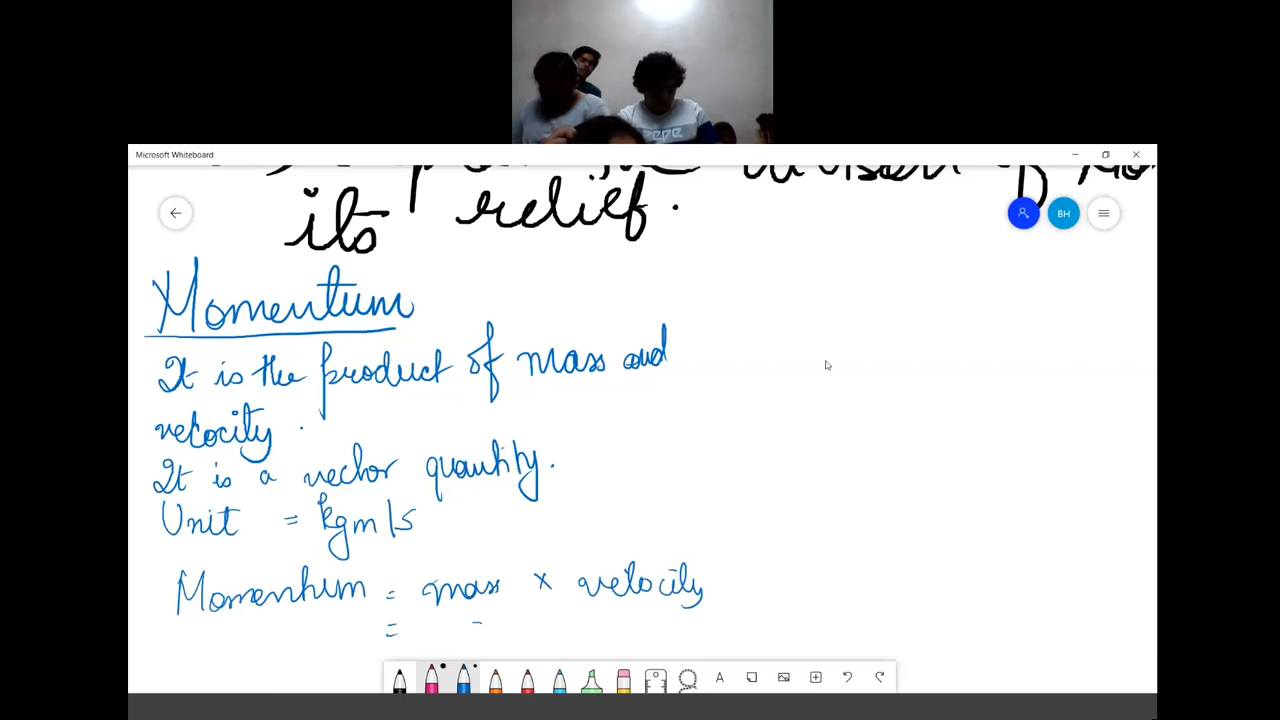 PEPE
Microsoft Whiteboard
its relief.
BH
Momentum
It is the product of mass and
velocity.
It is a vector quantity.
Unit = kgm/s
Momentum = mass × velocity
=
A